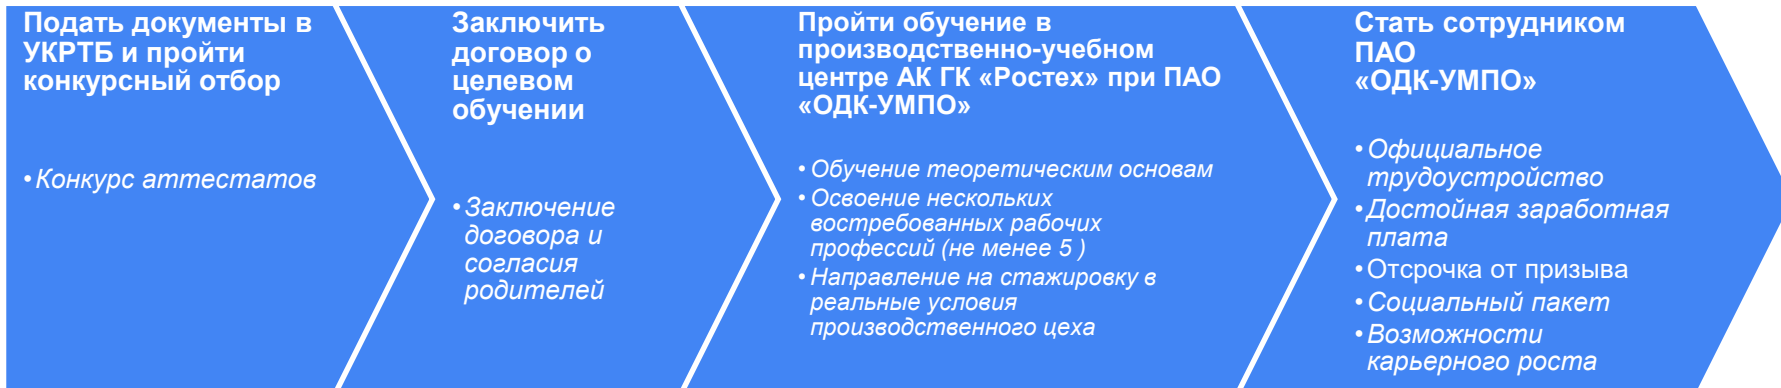 Подать документы в
УКРТБ и пройти
конкурсный отбор
•Конкурс аттестатов
Заключить
договор о
целевом
обучении
•Заключение
договора и
согласия
родителей
Пройти обучение в
производственно-учебном
центре АК ГК «Ростех» при ПАО
«ОДК-УМПО»
• Обучение теоретическим основам
• Освоение нескольких
востребованных рабочих
профессий (не менее 5 )
• Направление на стажировку в
реальные условия
производственного цеха
Стать сотрудником
ПАО
«ОДК-УМПО»
•Официальное
трудоустройство
•Достойная заработная
плата
•Отсрочка от призыва
•Социальный пакет
•Возможности
карьерного роста